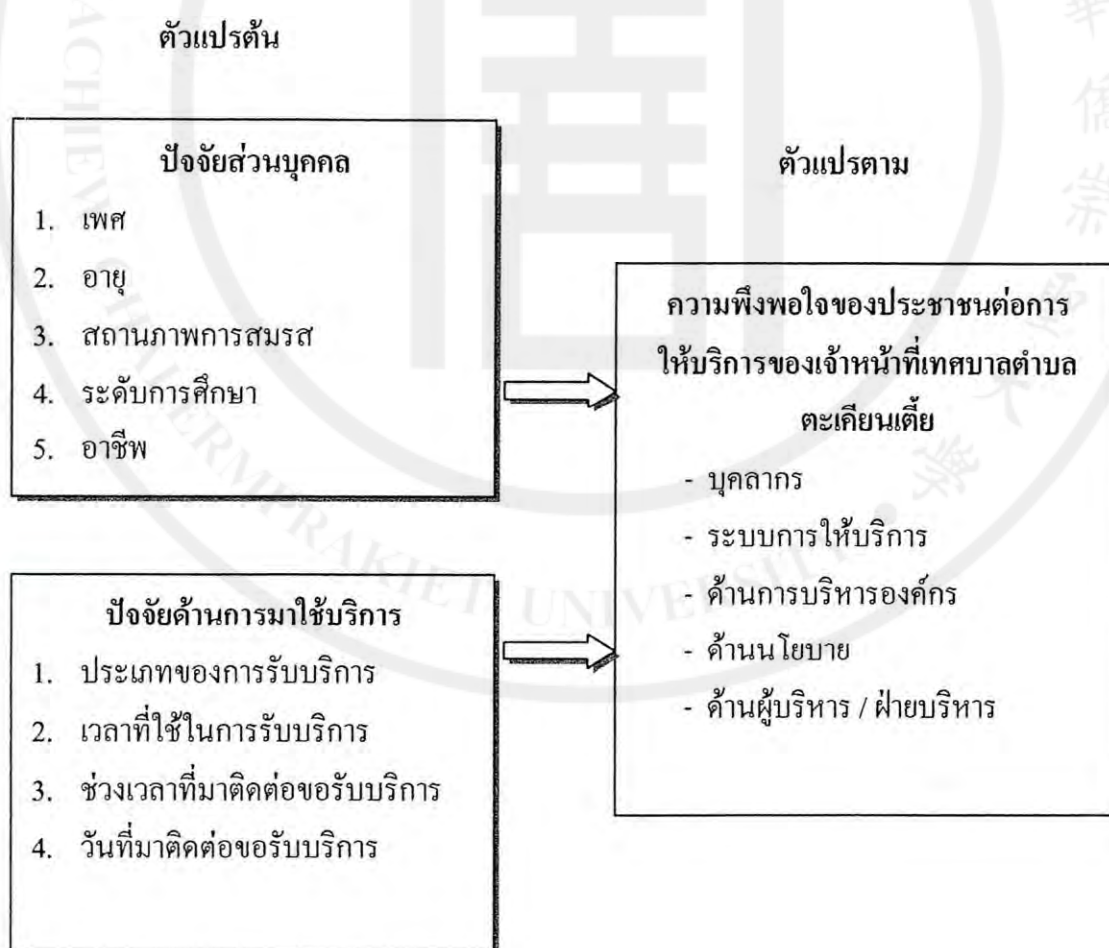 ตัวแปรต้น
ปัจจัยส่วนบุคคล
1. เพศ
2. อายุ
3. สถานภาพการสมรส
4. ระดับการศึกษา
5. อาชีพ
ปัจจัยด้านการมาใช้บริการ
1. ประเภทของการรับบริการ
2. เวลาที่ใช้ในการรับบริการ
3. ช่วงเวลาที่มาติดต่อขอรับบริการ
4. วันที่มาติดต่อขอรับบริการ
ตัวแปรตาม
ความพึงพอใจของประชาชนต่อการ
ให้บริการของเจ้าหน้าที่เทศบาลตำบล
ตะเคียนเตี้ย
- บุคลากร
- ระบบการให้บริการ
- ด้านการบริหารองค์กร
- ด้านนโยบาย
- ด้านผู้บริหาร / ฝ่ายบริหาร
ACHIEW CHALERMPRAKIET UNIVERSITY
華僑崇聖大學